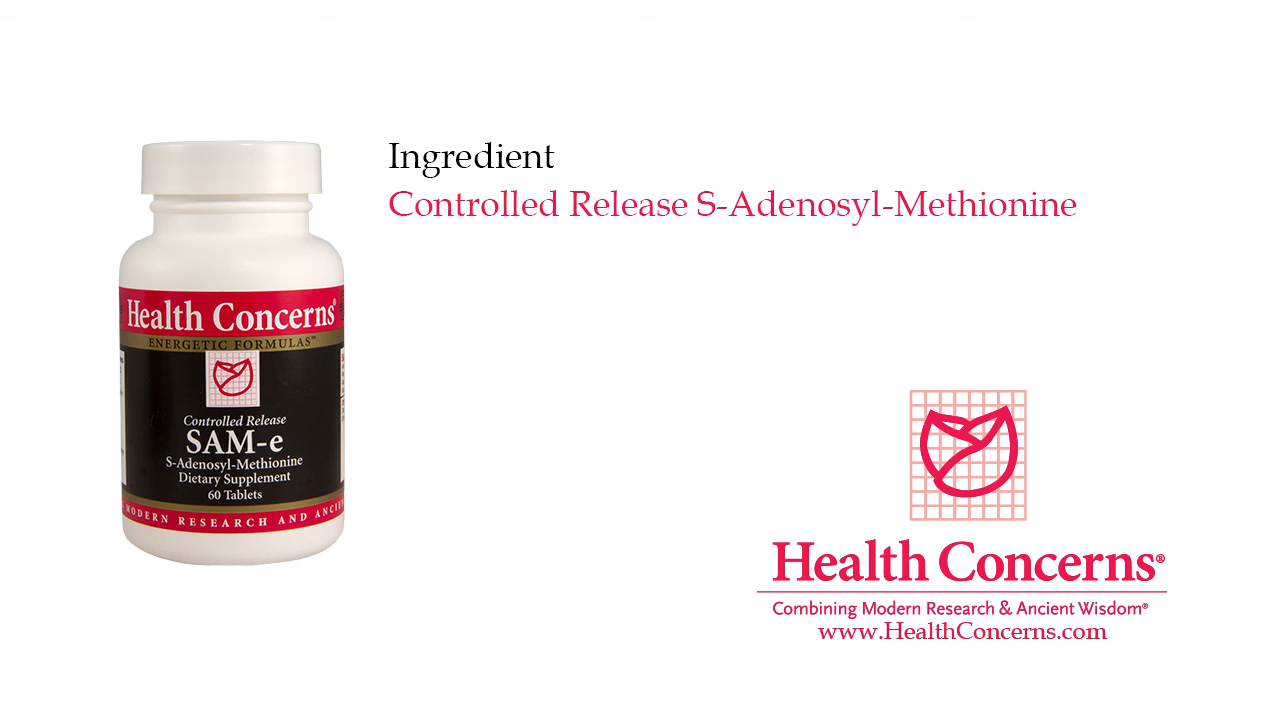 Ingredient
Controlled Release S-Adenosyl-Methionine
Health Concerns®
ENERGETIC FORMULAS™
Controlled Release
SAM-e
S-Adenosyl-Methionine
Dietary Supplement
60 Tablets
MODERN RESEARCH AND
Health Concerns®
Combining Modern Research & Ancient Wisdom®
www.HealthConcerns.com